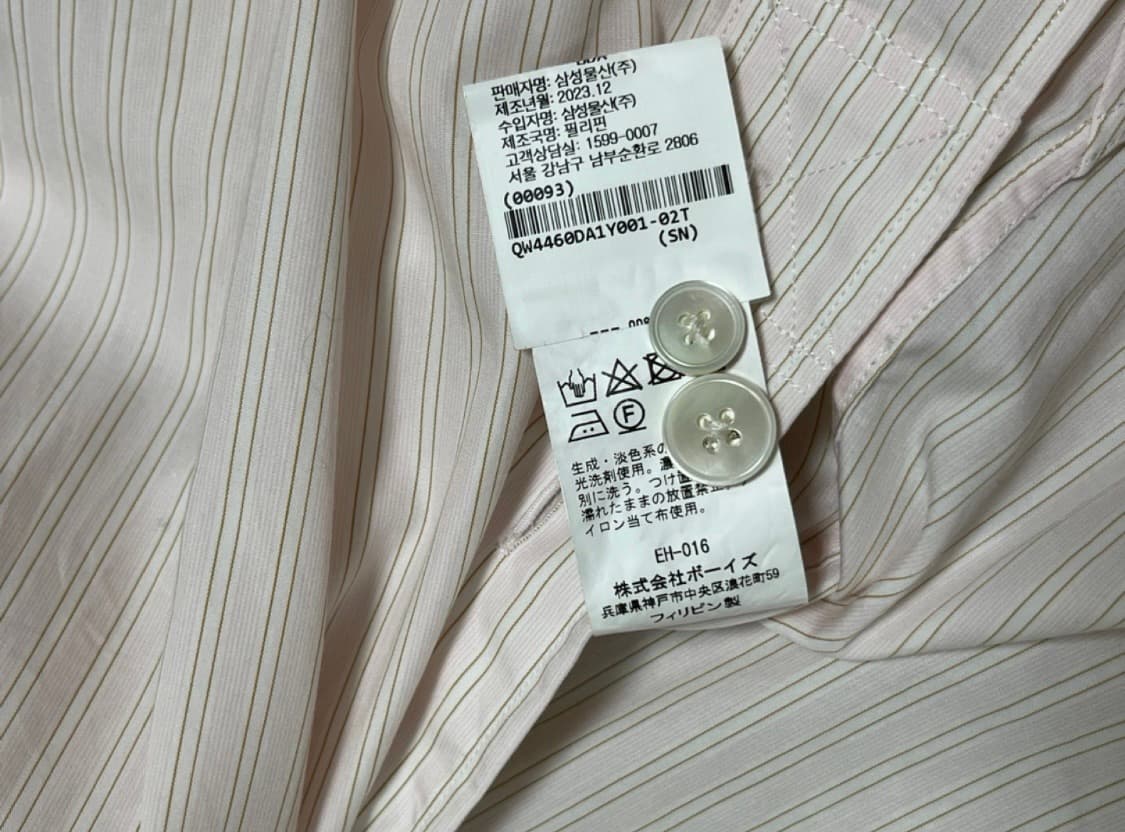 판매자명: 삼성물산(주)
제조년월: 2023.12
수입자명: 삼성물산(주)
제조국명: 필리핀
고객상담실: 1599-0007
서울 강남구 남부순환로 2806
(00093)
QW4460DA1Y001-02T
(SN)
F
生成・淡色系の
光洗剤使用。濃
別に洗う。つけ置
濡れたままの放置禁止。
イロン当て布使用。
EH-016
株式会社ボーイズ
兵庫県神戸市中央区浪花町59
フィリピン製